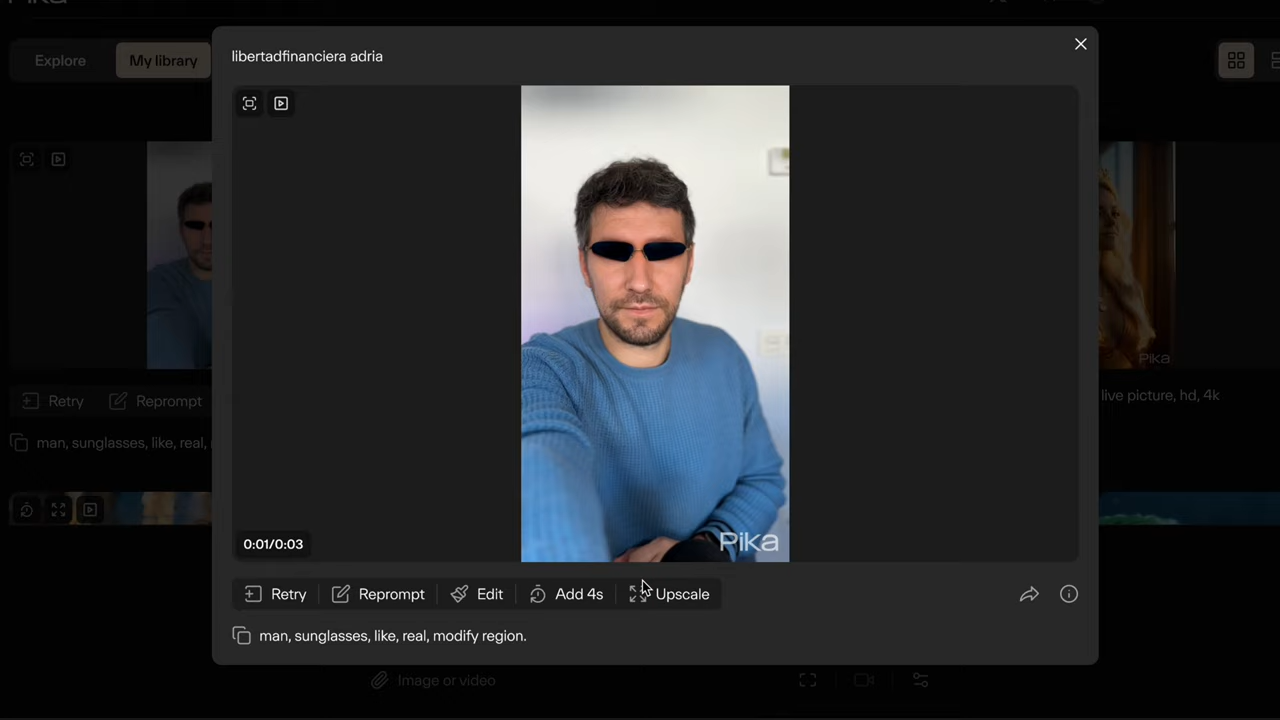 Pika
Explore
My library
libertadfinanciera adria
Pika
0:01/0:03
Retry
Reprompt
Edit
Add 4s
Upscale
man, sunglasses, like, real, modify region.
Retry
Reprompt
man, sunglasses, like, real,
Pika
live picture, hd, 4k
Image or video